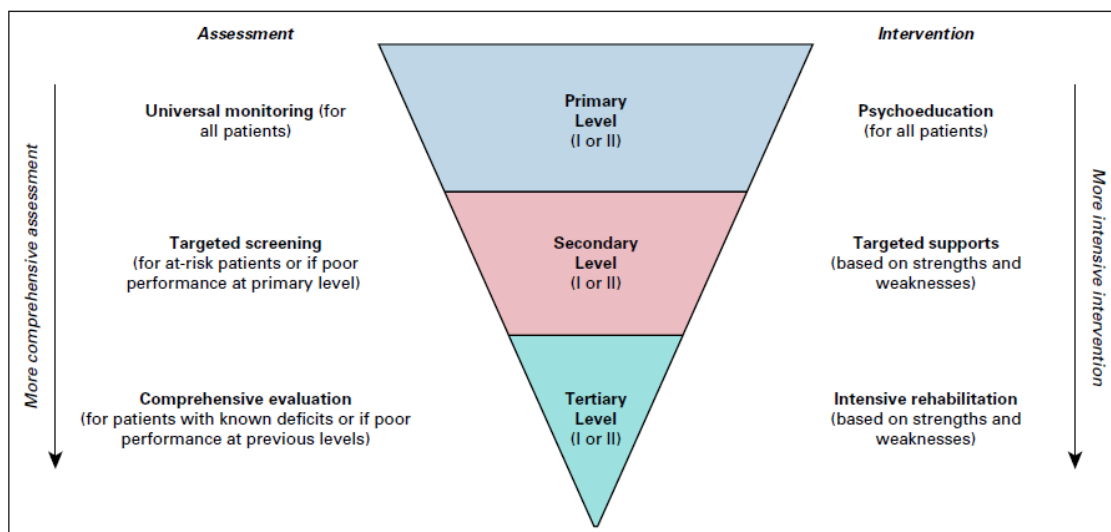 Assessment
Intervention
More comprehensive assessment
Universal monitoring (for
all patients)
Primary
Level
(I or II)
Psychoeducation
(for all patients)
Targeted screening
(for at-risk patients or if poor
performance at primary level)
Secondary
Level
(I or II)
Targeted supports
(based on strengths and
weaknesses)
Comprehensive evaluation
(for patients with known deficits or if poor
performance at previous levels)
Tertiary
Level
(I or II)
Intensive rehabilitation
(based on strengths and
weaknesses)
More intensive intervention